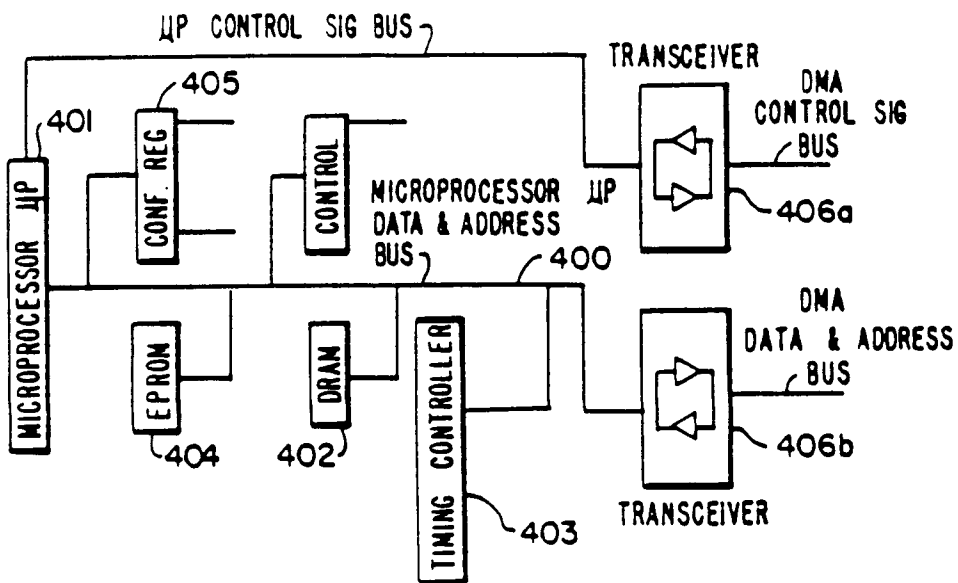 µP CONTROL SIG BUS
TRANSCEIVER
405
DMA
CONTROL SIG
BUS
401
CONF. REG
CONTROL
MICROPROCESSOR µP
MICROPROCESSOR µP
DATA & ADDRESS
BUS
400
406a
DMA
DATA & ADDRESS
BUS
EPROM
DRAM
TIMING CONTROLLER
404
402
406b
403
TRANSCEIVER